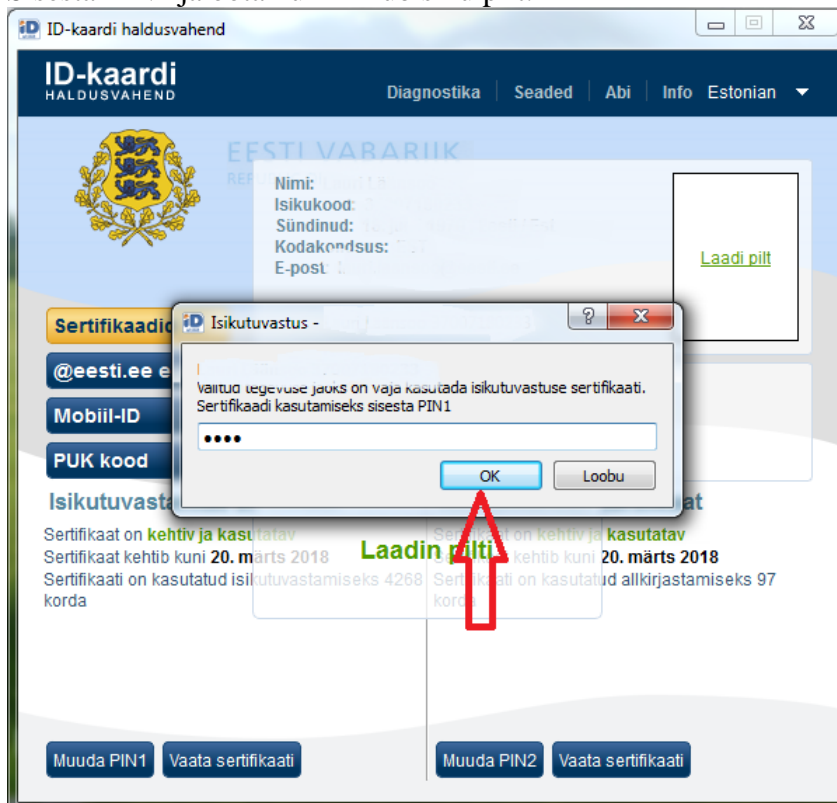 ID-kaardi haldusvahend
ID-kaardi
HALDUSVAHEND
Diagnostika
Seaded
Abi
Info
Estonian
EESTI VABARIIK
Nimi:
Isikukood:
Sündinud:
Kodakondsus:
E-post:
Laadi pilt
Sertifikaadid
@eesti.ee e
Mobiil-ID
PUK kood
Isikutuvastus -
Valitud tegevuse jaoks on vaja kasutada isikutuvastuse sertifikaati.
Sertifikaadi kasutamiseks sisesta PIN1
••••
OK
Loobu
Isikutuvasta
at
Sertifikaat on kehtiv ja kasutatav
Sertifikaat kehtib kuni 20. märts 2018
Sertifikaati on kasutatud isikutuvastamiseks 4268
korda
Laadin pilti
Sertifikaat on kehtiv ja kasutatav
Sertifikaat kehtib kuni 20. märts 2018
Sertifikaati on kasutatud allkirjastamiseks 97
korda
Muuda PIN1
Vaata sertifikaati
Muuda PIN2
Vaata sertifikaati